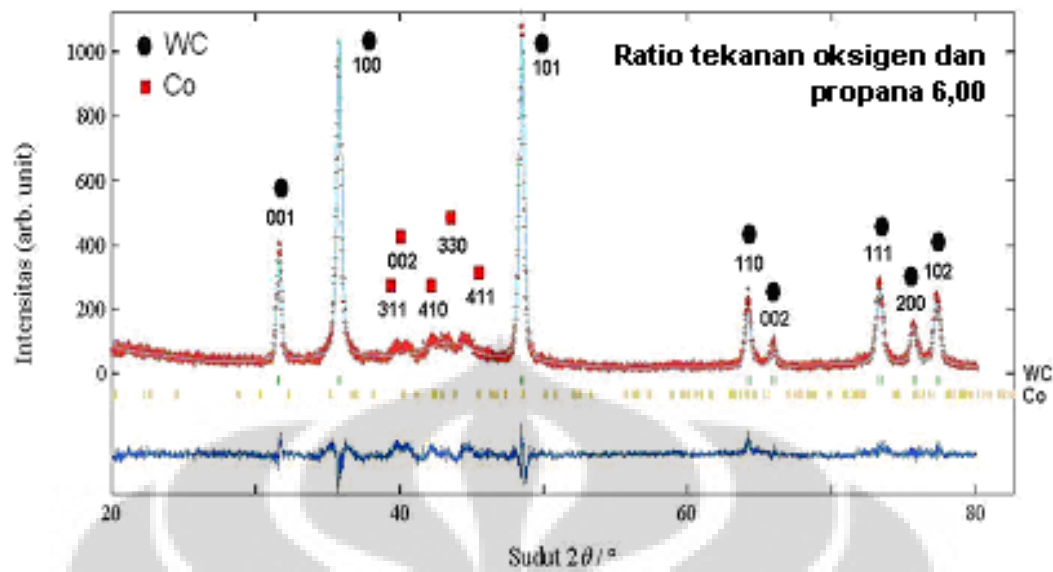 1000
800
600
400
200
0
Intensitas (arb. unit)
WC
Co
Ratio tekanan oksigen dan
propana 6,00
001
100
311
002
410
330
411
101
110
002
111
200
102
WC
Co
20
40
60
80
Sudut 2θ/°